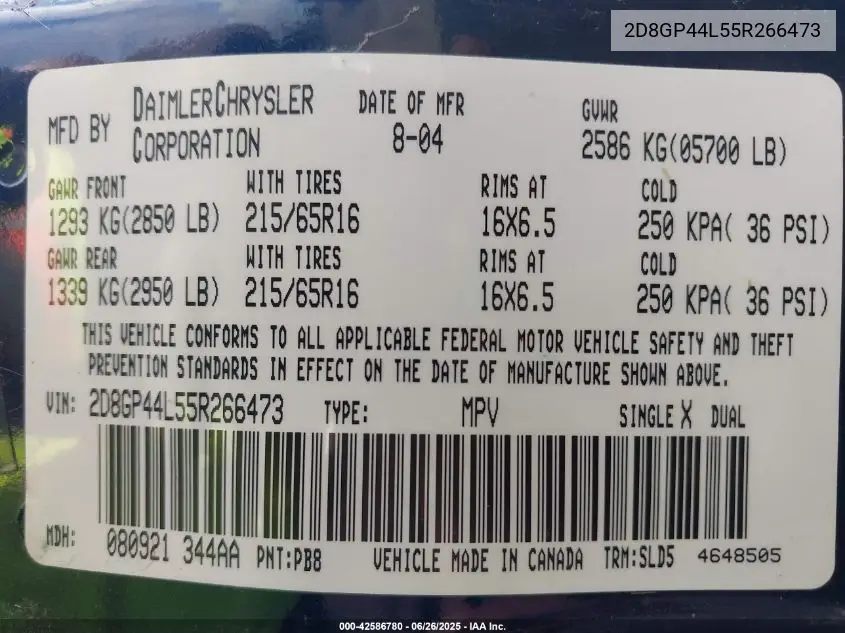 2D8GP44L55R266473
MFD BY DAIMLERCHRYSLER CORPORATION
DATE OF MFR 8-04
GVWR 2586 KG(05700 LB)
GAWR FRONT WITH TIRES RIMS AT COLD
1293 KG(2850 LB) 215/65R16 16X6.5 250 KPA( 36 PSI)
GAWR REAR WITH TIRES RIMS AT COLD
1339 KG(2950 LB) 215/65R16 16X6.5 250 KPA( 36 PSI)
THIS VEHICLE CONFORMS TO ALL APPLICABLE FEDERAL MOTOR VEHICLE SAFETY AND THEFT
PREVENTION STANDARDS IN EFFECT ON THE DATE OF MANUFACTURE SHOWN ABOVE.
VIN: 2D8GP44L55R266473 TYPE: MPV SINGLE X DUAL
MDH: 080921 344AA PNT:PB8 VEHICLE MADE IN CANADA TRM:SLD5 4648505
000-42586780 - 06/26/2025 - IAA Inc.